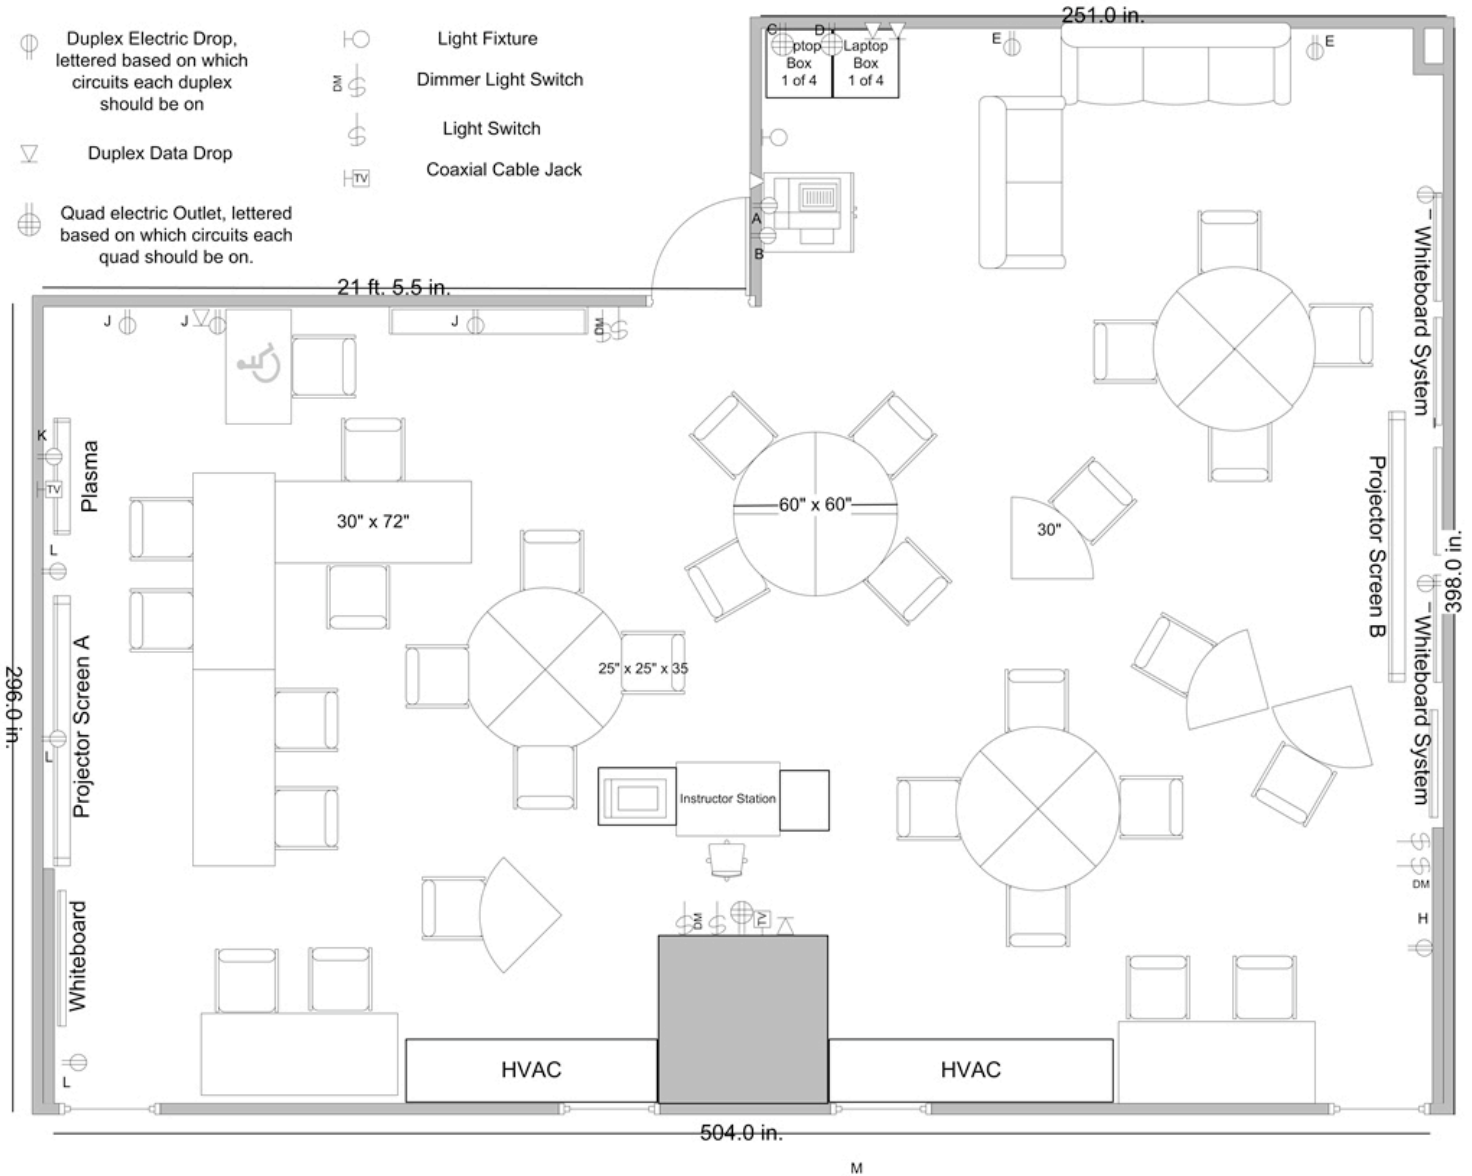 Duplex Electric Drop,
lettered based on which
circuits each duplex
should be on
Duplex Data Drop
Quad electric Outlet, lettered
based on which circuits each
quad should be on.
Light Fixture
DM
Dimmer Light Switch
Light Switch
TV
Coaxial Cable Jack
251.0 in.
C
D
E
E
ptop
Box
1 of 4
Laptop
Box
1 of 4
A
B
21 ft. 5.5 in.
J
J
J
DM
K
TV
Plasma
L
Projector Screen A
L
Whiteboard
L
296.0 in.
30" x 72"
60" x 60"
30"
25" x 25" x 35
Instructor Station
DM
TV
HVAC
HVAC
I
Whiteboard System
Projector Screen B
I
Whiteboard System
398.0 in.
DM
H
504.0 in.
M